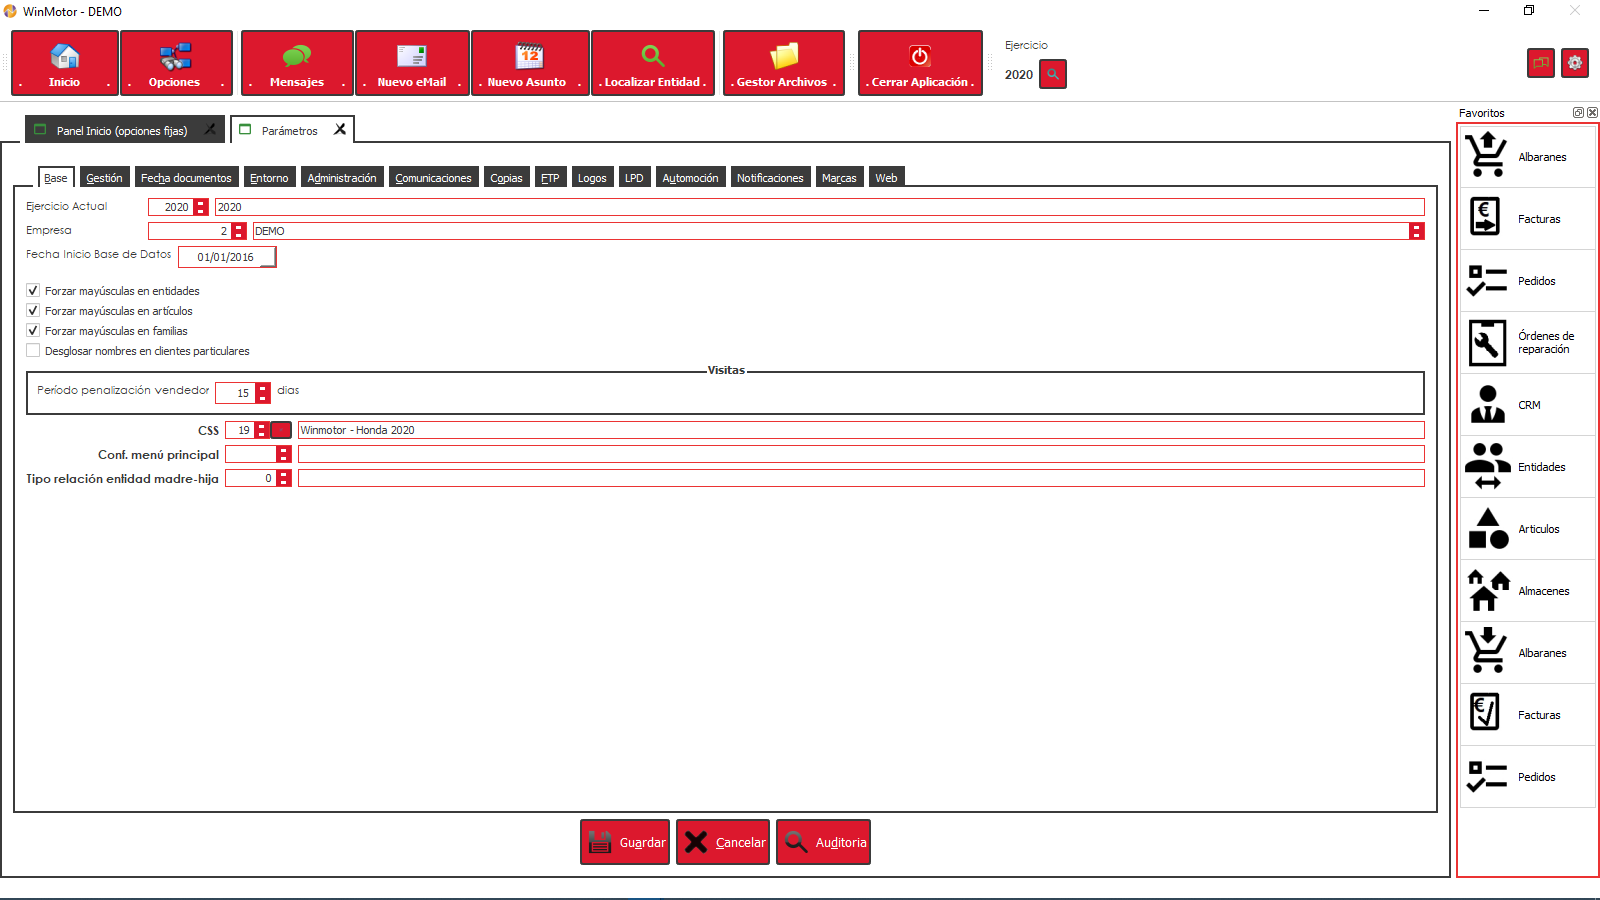 WinMotor - DEMO
. Inicio .
. Opciones .
. Mensajes .
. Nuevo eMail .
. Nuevo Asunto .
. Localizar Entidad .
. Gestor Archivos .
. Cerrar Aplicación .
Ejercicio
2020
Panel Inicio (opciones fijas)
Parámetros
Base
Gestión
Fecha documentos
Entorno
Administración
Comunicaciones
Copias
FTP
Logos
LPD
Automoción
Notificaciones
Marcas
Web
Ejercicio Actual 2020 2020
Empresa 2 DEMO
Fecha Inicio Base de Datos 01/01/2016
Forzar mayúsculas en entidades
Forzar mayúsculas en artículos
Forzar mayúsculas en familias
Desglosar nombres en clientes particulares
Visitas
Período penalización vendedor 15 dias
CSS 19 Winmotor - Honda 2020
Conf. menú principal
Tipo relación entidad madre-hija 0
Guardar
Cancelar
Auditoria
Favoritos
Albaranes
Facturas
Pedidos
Órdenes de
reparación
CRM
Entidades
Articulos
Almacenes
Albaranes
Facturas
Pedidos